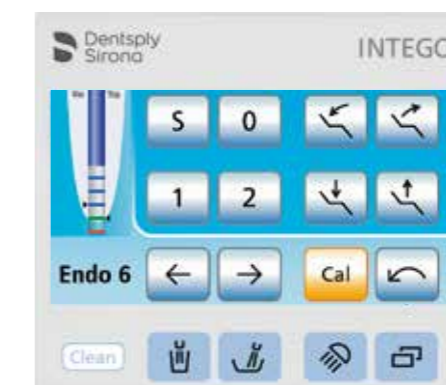 Dentsply
Sirona
INTEGO
S 0
1 2
Endo 6 ← → Cal
Clean